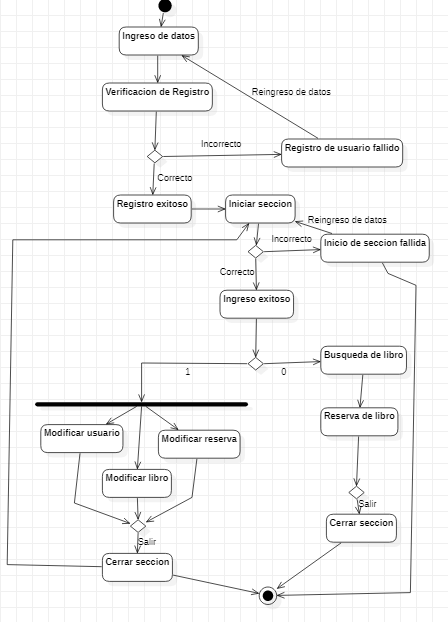 Ingreso de datos
Reingreso de datos
Verificacion de Registro
Incorrecto
Registro de usuario fallido
Correcto
Registro exitoso
Iniciar seccion
Reingreso de datos
Incorrecto
Inicio de seccion fallida
Correcto
Ingreso exitoso
1
0
Busqueda de libro
Reserva de libro
Modificar usuario
Modificar reserva
Modificar libro
Salir
Cerrar seccion
Salir
Cerrar seccion